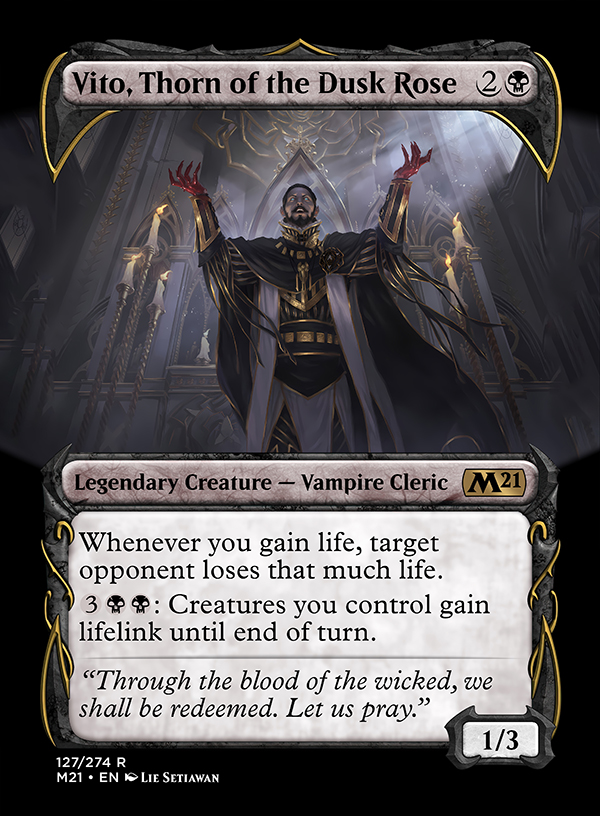 Vito, Thorn of the Dusk Rose 2
Legendary Creature — Vampire Cleric M21
Whenever you gain life, target
opponent loses that much life.
3 : Creatures you control gain
lifelink until end of turn.
“Through the blood of the wicked, we
shall be redeemed. Let us pray.”
1/3
127/274 R
M21 • EN Lie Setiawan